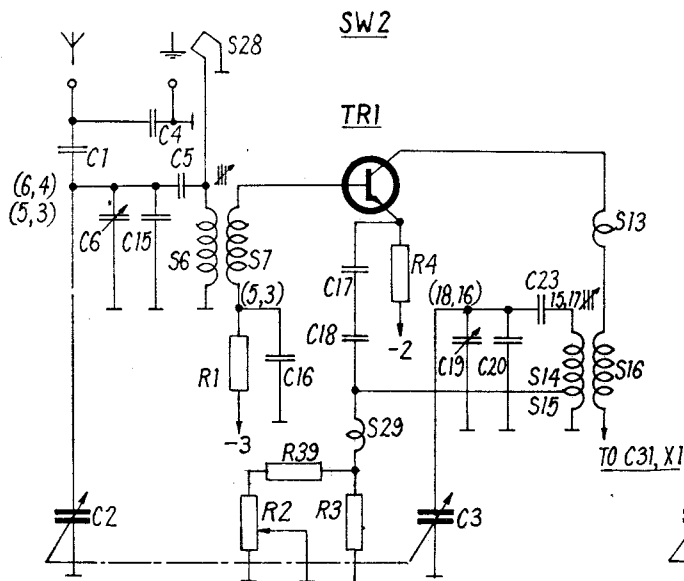 SW2
S28
TR1
C4
C1
C5
(6,4)
(5,3)
C6
C15
S6
S7
S13
R4
C17
(18,16)
C23
15,17
(5,3)
C18
C19
C20
S14
S16
R1
C16
-2
S15
-3
S29
TO C31, X1
R39
R2
R3
C2
C3